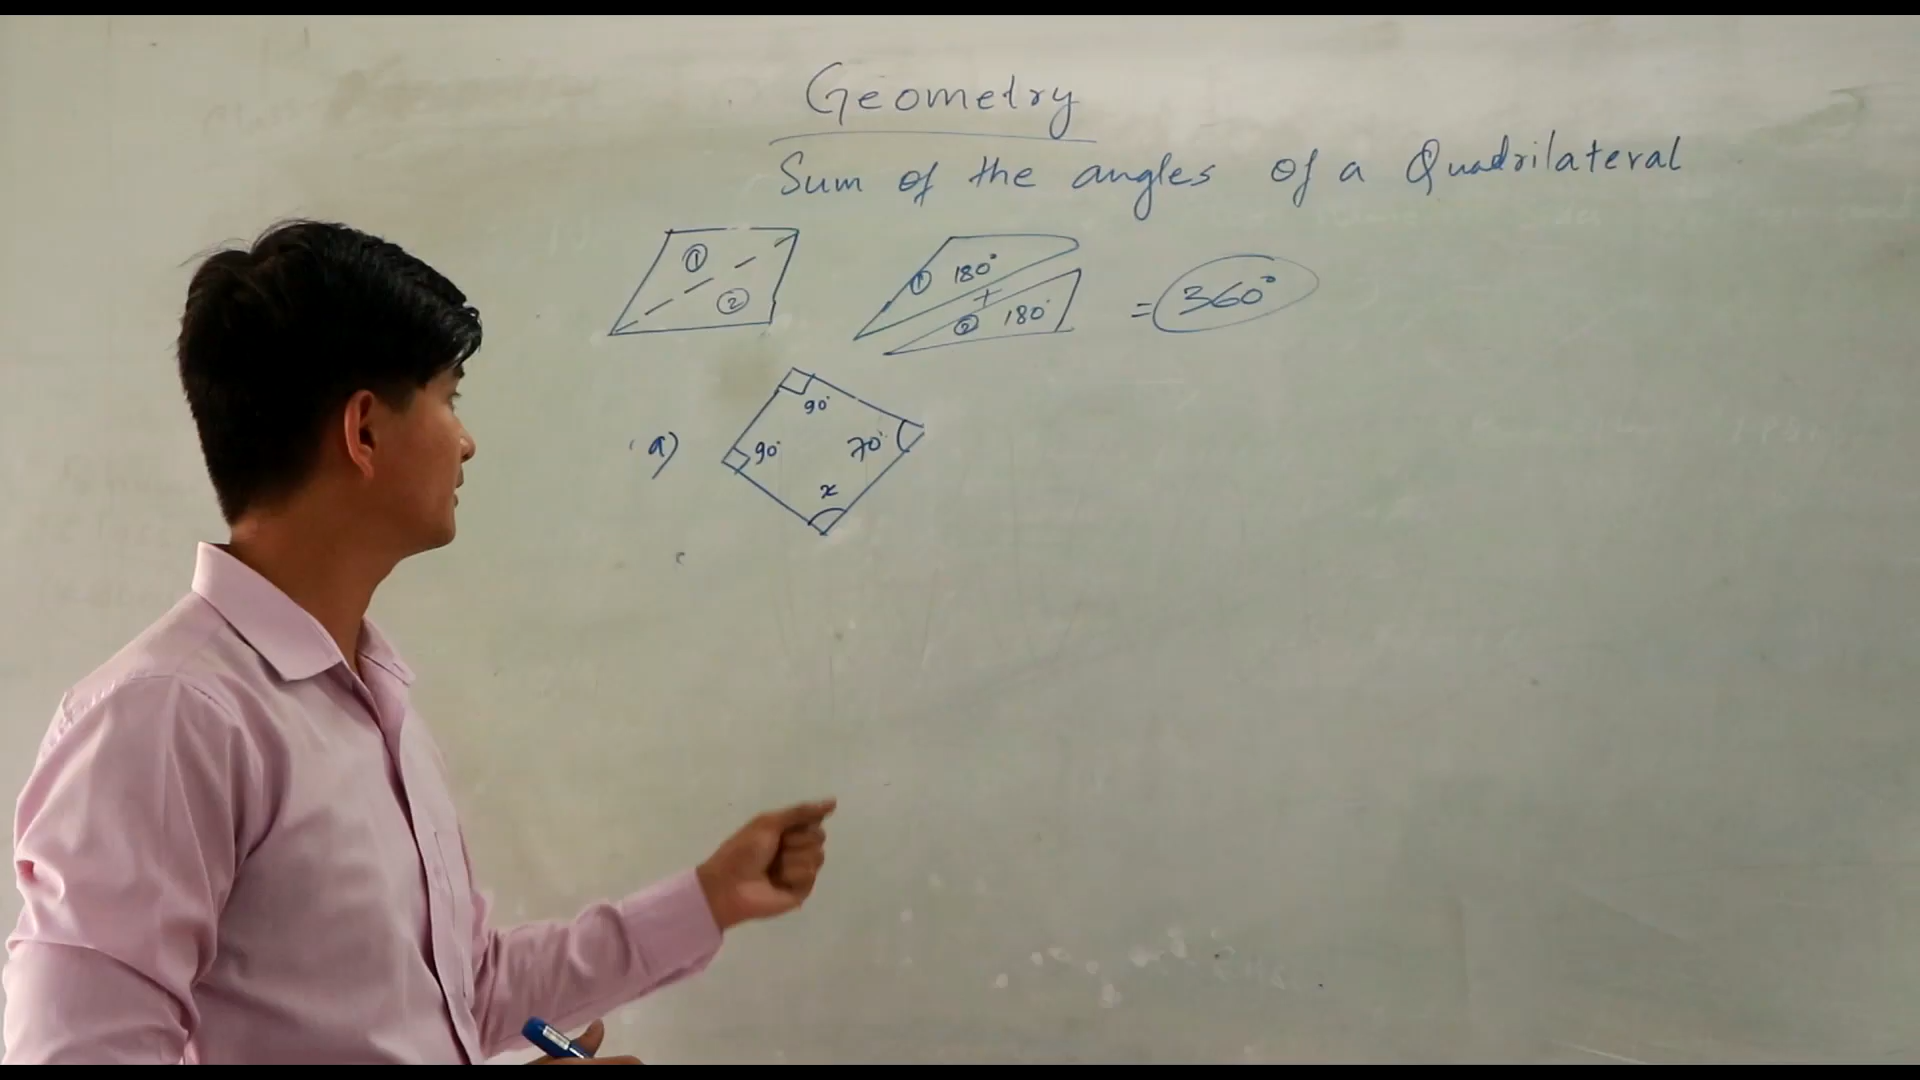 Geometry
Sum of the angles of a Quadrilateral
① ②
① 180° + ② 180° = 360°
a) 90° 90° 70° x